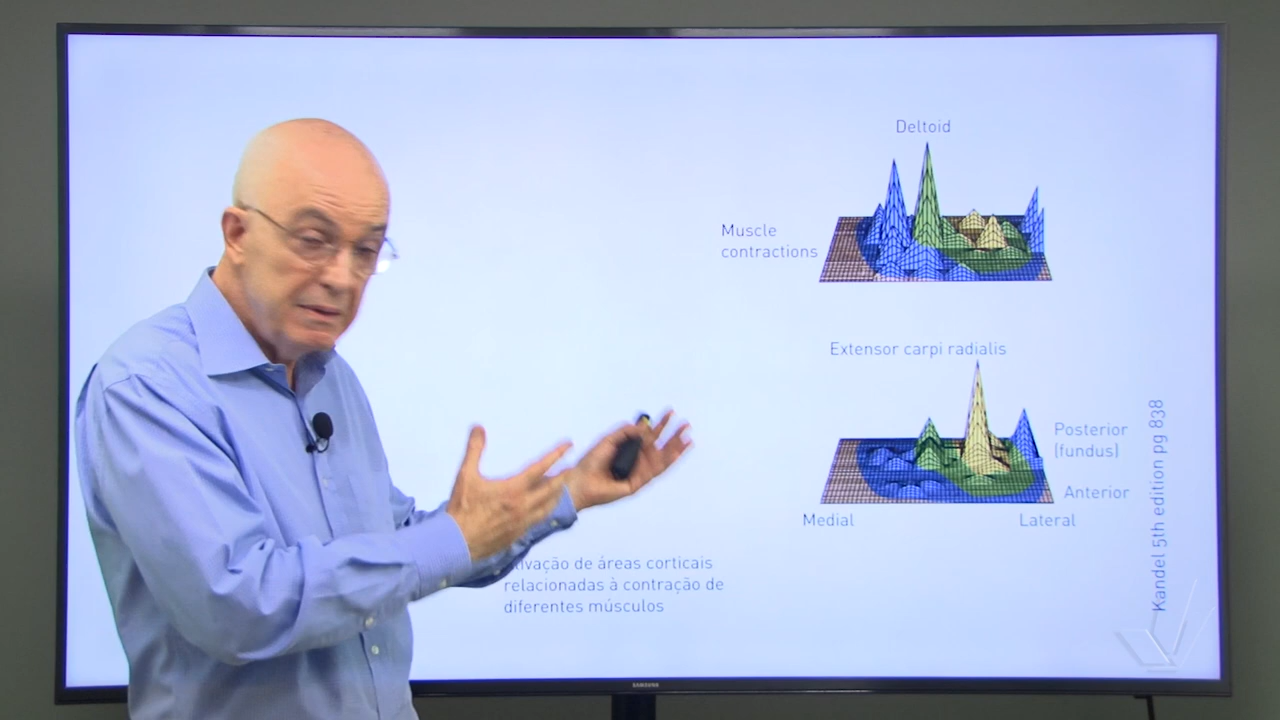 Deltoid
Muscle
contractions
Extensor carpi radialis
Posterior
(fundus)
Anterior
Medial
Lateral
Kandel 5th edition pg 838
de áreas corticais
relacionadas à contração de
diferentes músculos
SAMSUNG